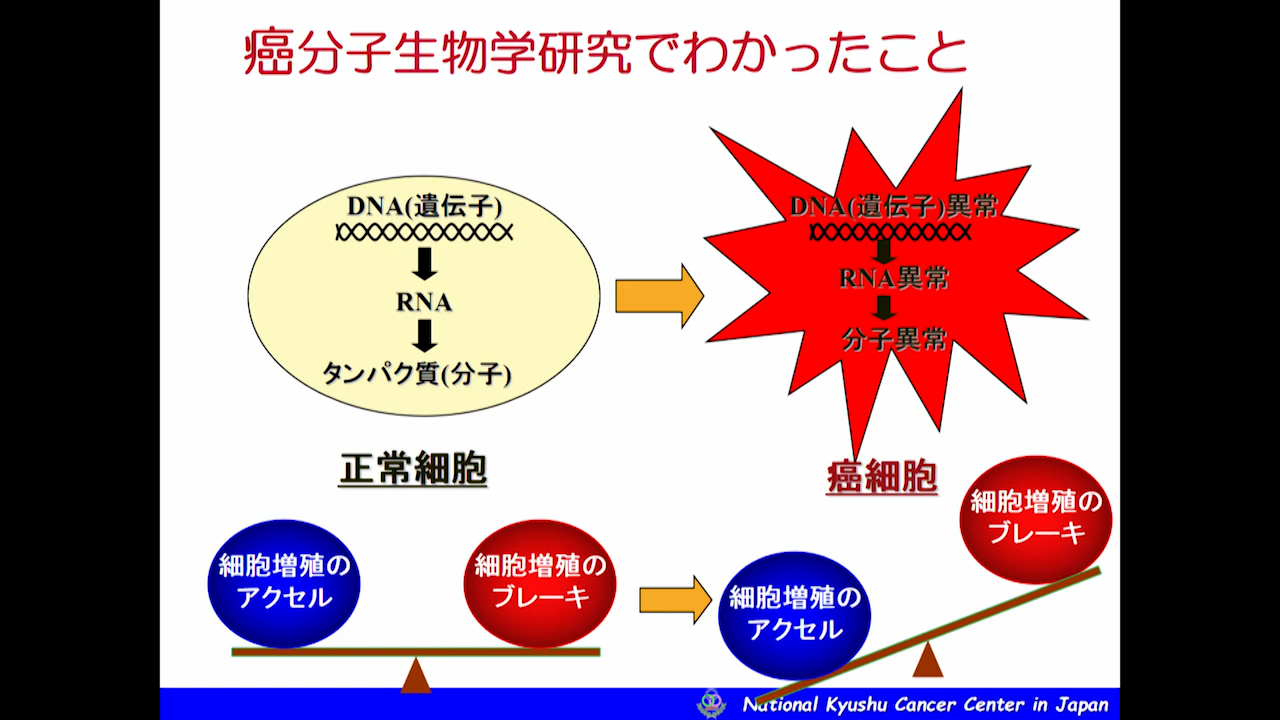 癌分子生物学研究でわかったこと
DNA(遺伝子)
RNA
タンパク質(分子)
正常細胞
DNA(遺伝子)異常
RNA異常
分子異常
癌細胞
細胞増殖の
アクセル
細胞増殖の
ブレーキ
細胞増殖の
アクセル
細胞増殖の
ブレーキ
National Kyushu Cancer Center in Japan